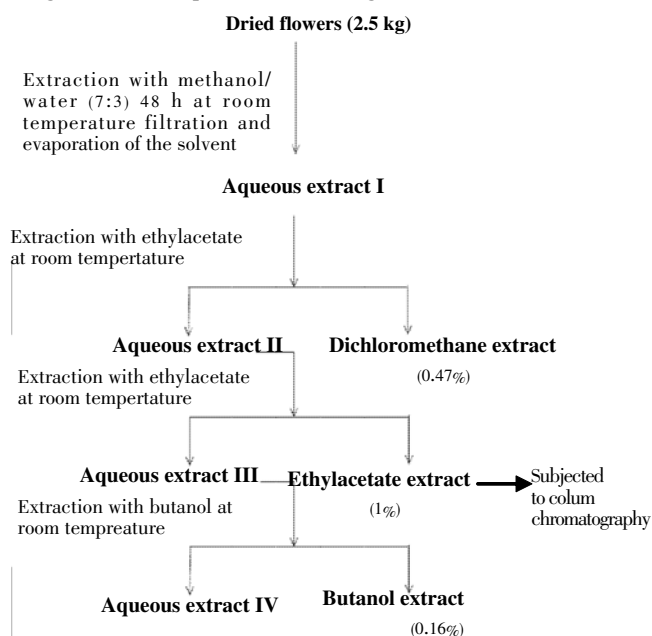 Dried flowers (2.5 kg)
Extraction with methanol/
water (7:3) 48 h at room
temperature filtration and
evaporation of the solvent
Aqueous extract I
Extraction with ethylacetate
at room tempertature
Aqueous extract II
Dichloromethane extract
(0.47%)
Extraction with ethylacetate
at room tempertature
Aqueous extract III
Ethylacetate extract
(1%)
Subjected
to colum
chromatography
Extraction with butanol at
room tempreature
Aqueous extract IV
Butanol extract
(0.16%)